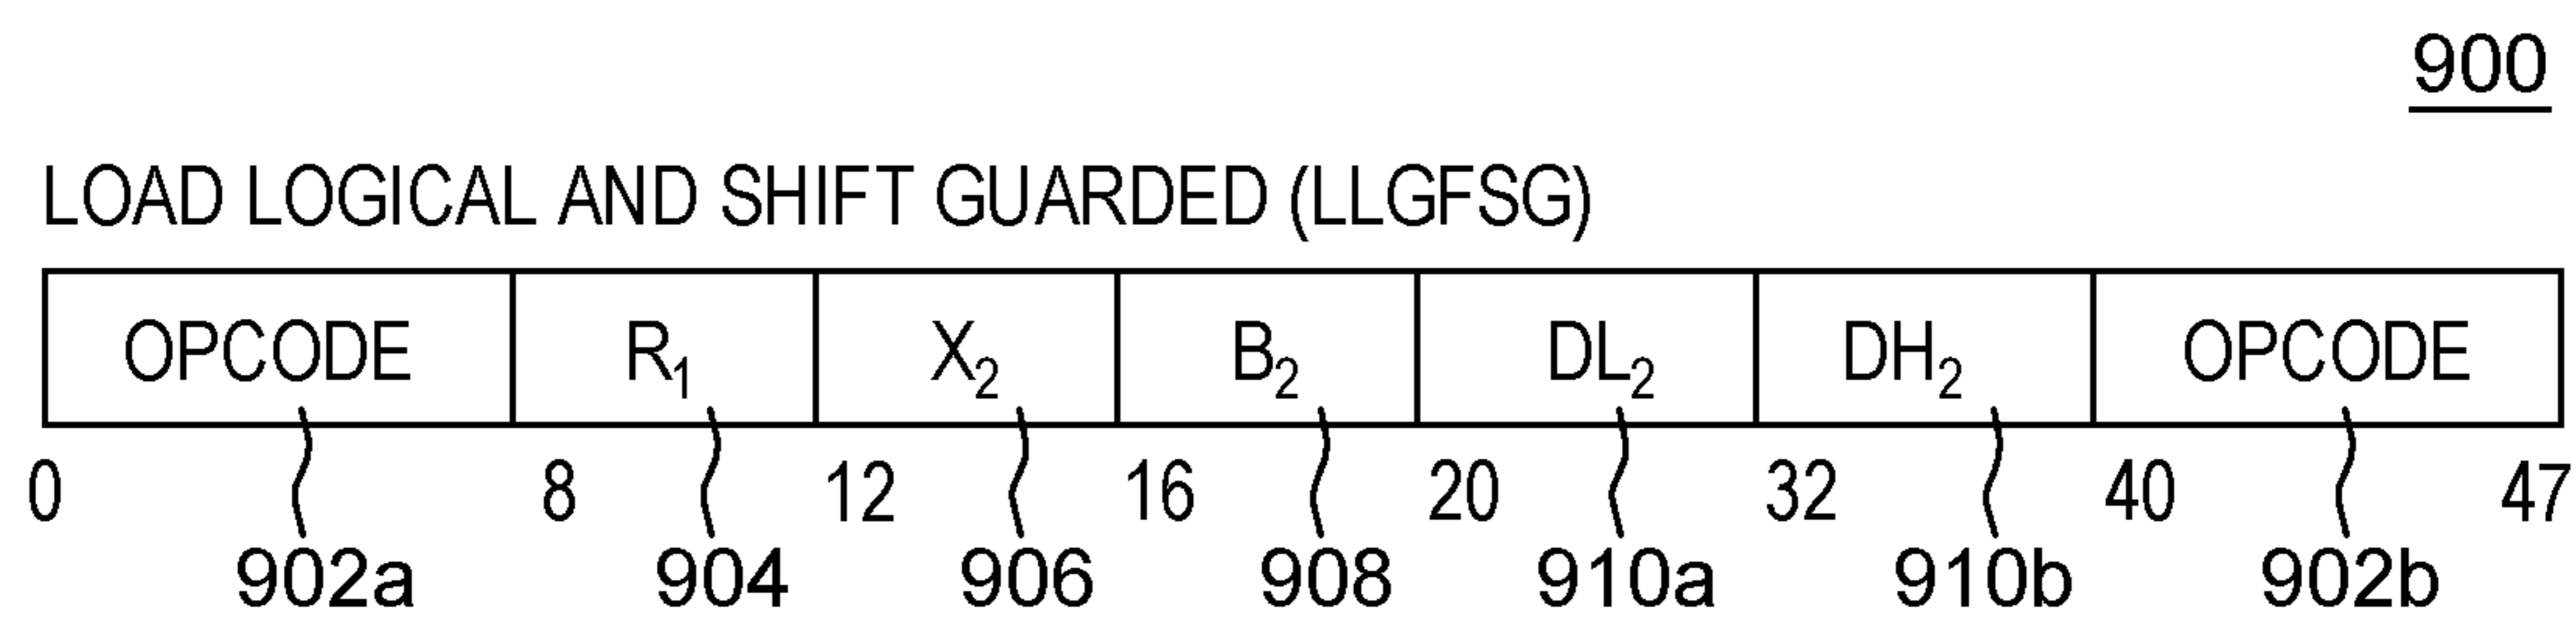 900
LOAD LOGICAL AND SHIFT GUARDED (LLGFSG)
OPCODE R1 X2 B2 DL2 DH2 OPCODE
0 8 12 16 20 32 40 47
902a 904 906 908 910a 910b 902b